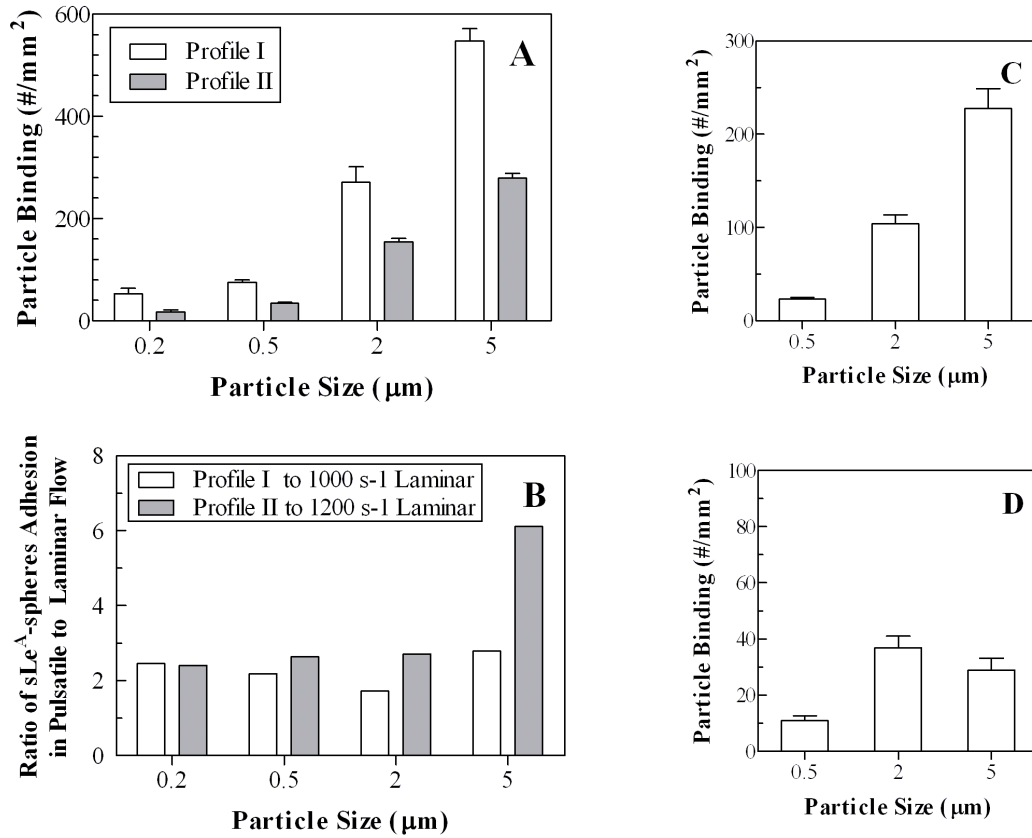 A
Profile I
Profile II
600
400
200
0
Particle Binding (#/mm²)
0.2 0.5 2 5
Particle Size (μm)
C
300
200
100
0
Particle Binding (#/mm²)
0.5 2 5
Particle Size (μm)
B
Profile I to 1000 s-1 Laminar
Profile II to 1200 s-1 Laminar
8
6
4
2
0
Ratio of sLeᴬ-spheres Adhesion
in Pulsatile to Laminar Flow
0.2 0.5 2 5
Particle Size (μm)
D
100
80
60
40
20
0
Particle Binding (#/mm²)
0.5 2 5
Particle Size (μm)